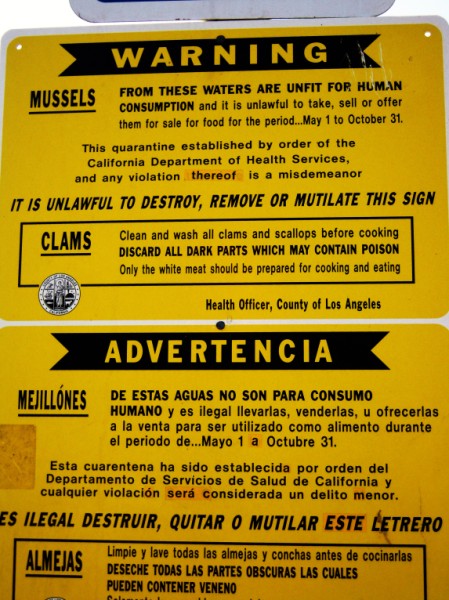 WARNING
MUSSELS
FROM THESE WATERS ARE UNFIT FOR HUMAN
CONSUMPTION and it is unlawful to take, sell or offer
them for sale for food for the period...May 1 to October 31.
This quarantine established by order of the
California Department of Health Services,
and any violation thereof is a misdemeanor
IT IS UNLAWFUL TO DESTROY, REMOVE OR MUTILATE THIS SIGN
CLAMS
Clean and wash all clams and scallops before cooking
DISCARD ALL DARK PARTS WHICH MAY CONTAIN POISON
Only the white meat should be prepared for cooking and eating
Health Officer, County of Los Angeles
ADVERTENCIA
MEJILLÓNES
DE ESTAS AGUAS NO SON PARA CONSUMO
HUMANO y es ilegal llevarlas, venderlas, u ofrecerlas
a la venta para ser utilizado como alimento durante
el periodo de...Mayo 1 a Octubre 31.
Esta cuarentena ha sido establecida por orden del
Departamento de Servícios de Salud de California y
cualquier violación será considerada un delito menor.
ES ILEGAL DESTRUIR, QUITAR O MUTILAR ESTE LETRERO
ALMEJAS
Limpie y lave todas las almejas y conchas antes de cocinarlas
DESECHE TODAS LAS PARTES OBSCURAS LAS CUALES
PUEDEN CONTENER VENENO